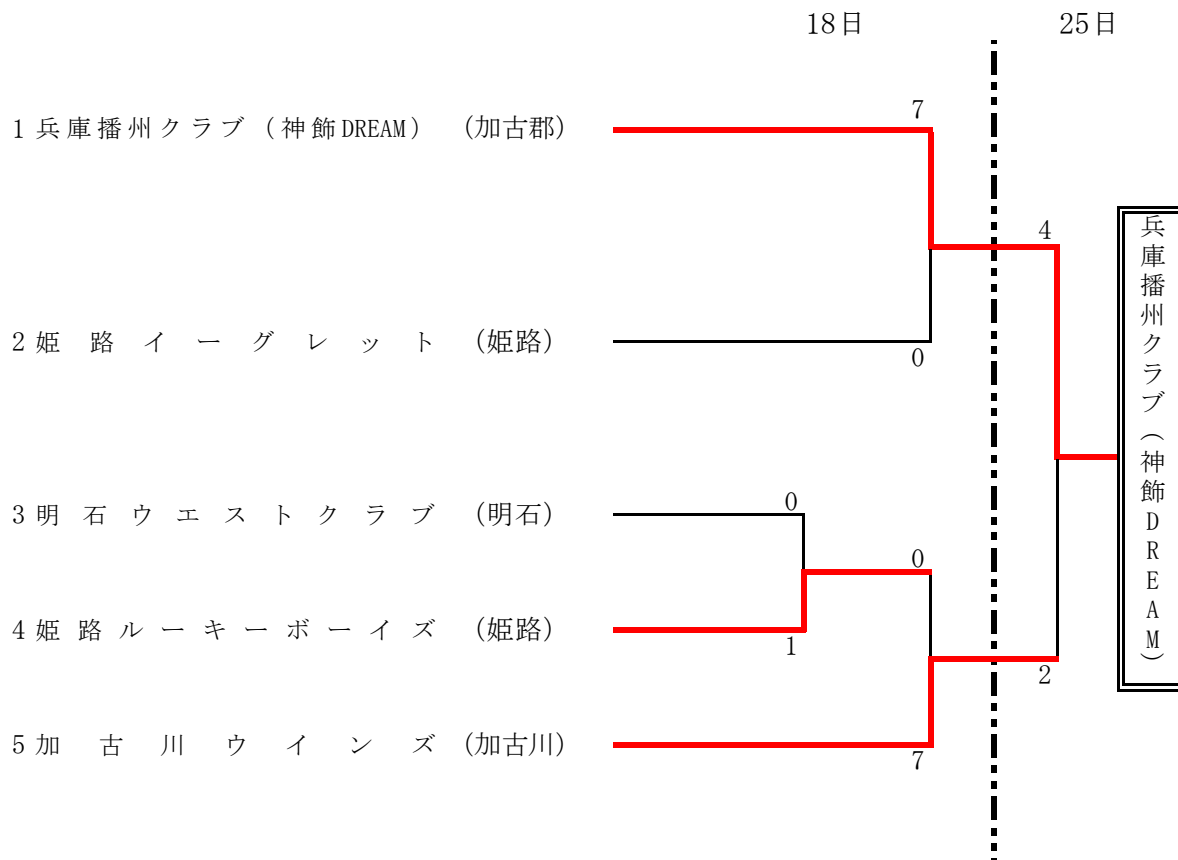 18日 25日
7
1 兵庫播州クラブ（神飾DREAM） （加古郡）
4
2 姫路イーグレット （姫路）
0
0
3 明石ウエストクラブ （明石）
0
4 姫路ルーキーボーイズ （姫路）
1
2
5 加古川ウインズ （加古川）
7
兵庫播州クラブ（神飾DREAM）